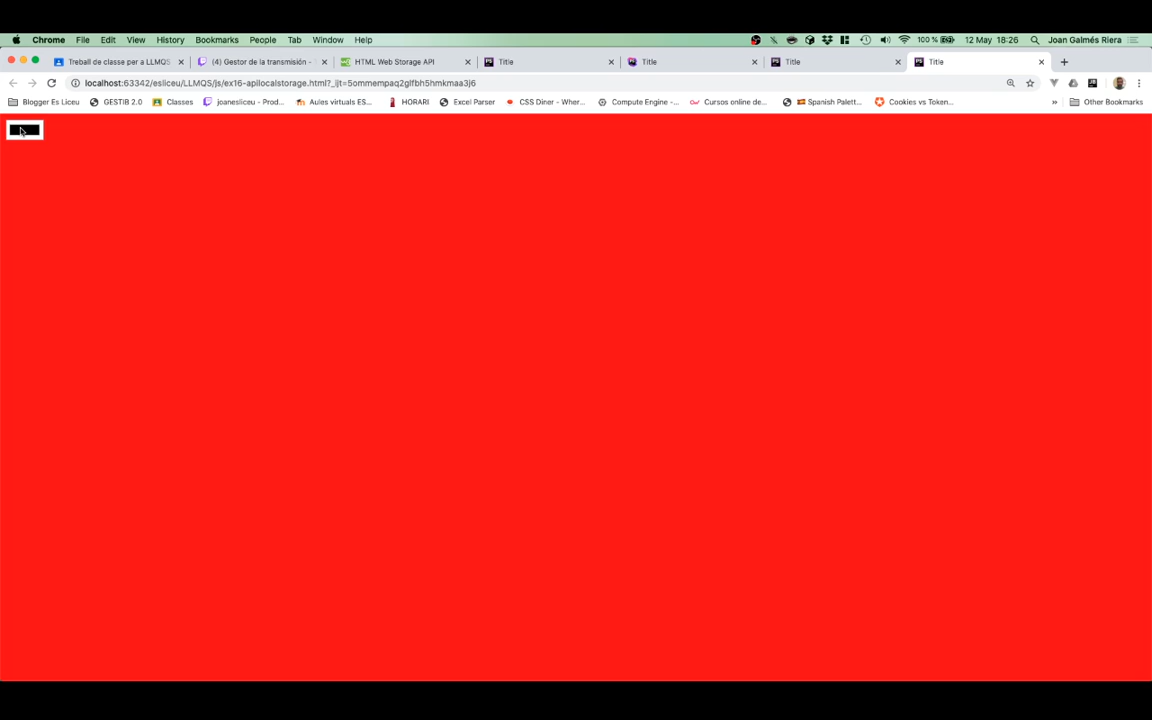 Chrome File Edit View History Bookmarks People Tab Window Help 100 % 12 May 18:26 Joan Galmés Riera
Treball de classe per a LLMQS (4) Gestor de la transmisión - HTML Web Storage API Title Title Title Title
localhost:63342/esliceu/LLMQS/js/ex16-apilocalstorage.html?_ijt=5ommempaq2glfbh5hmkmaa3j6
Blogger Es Liceu GESTIB 2.0 Classes joanesliceu - Prod... Aules virtuals ES... HORARI Excel Parser CSS Diner - Wher... Compute Engine -... Cursos online de... Spanish Palett... Cookies vs Token... » Other Bookmarks